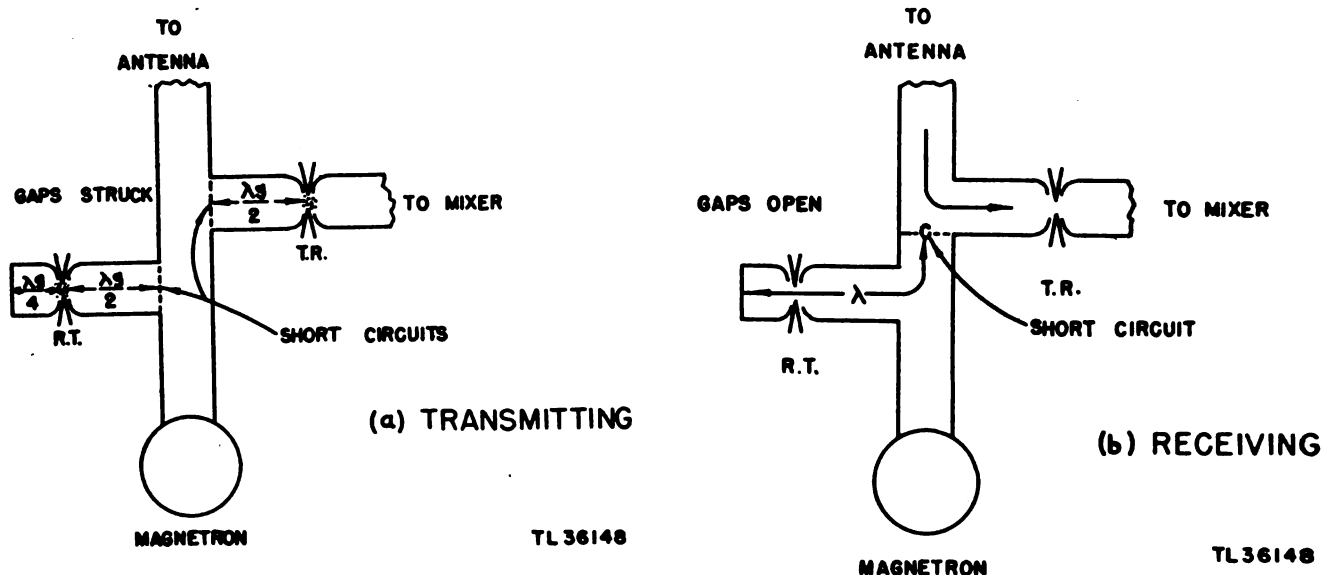 TO
ANTENNA
GAPS STRUCK
λg
2
TO MIXER
T.R.
λg
4
λg
2
R.T.
SHORT CIRCUITS
(a) TRANSMITTING
MAGNETRON
TL 36148
TO
ANTENNA
GAPS OPEN
TO MIXER
C
λ
T.R.
SHORT CIRCUIT
R.T.
(b) RECEIVING
MAGNETRON
TL 36148